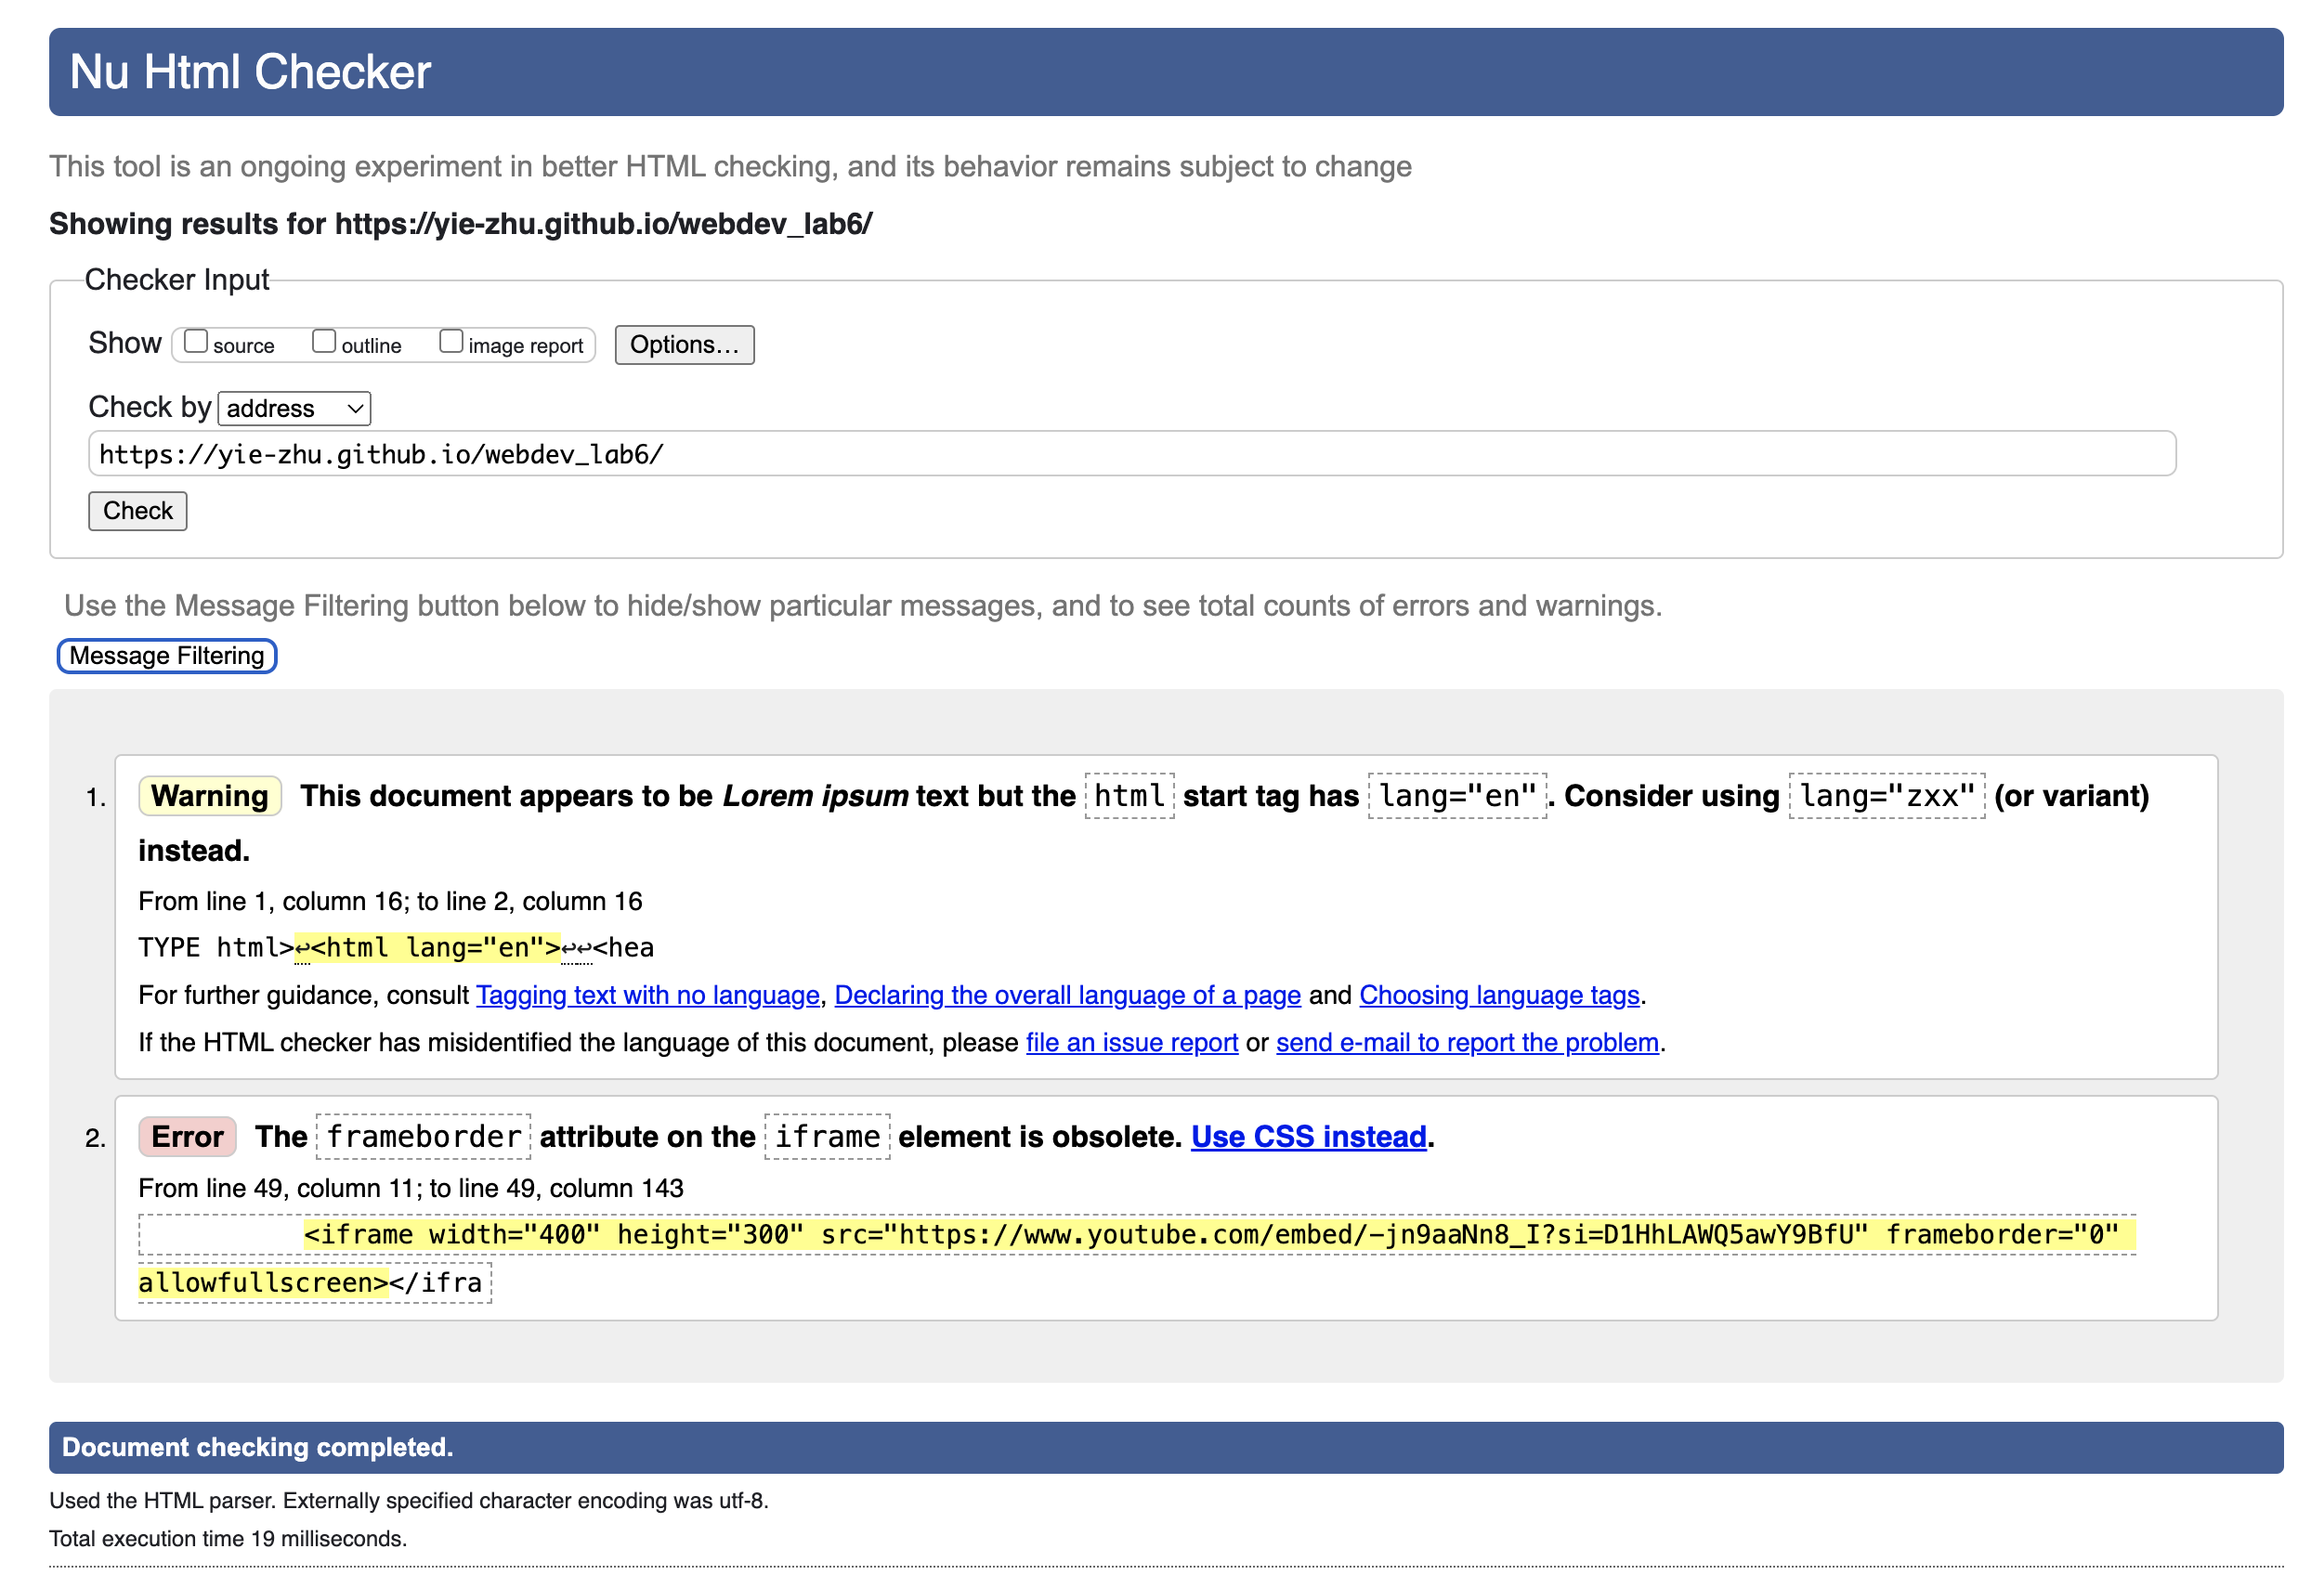 Nu Html Checker
This tool is an ongoing experiment in better HTML checking, and its behavior remains subject to change
Showing results for https://yie-zhu.github.io/webdev_lab6/
Checker Input
Show source outline image report Options...
Check by address
https://yie-zhu.github.io/webdev_lab6/
Check
Use the Message Filtering button below to hide/show particular messages, and to see total counts of errors and warnings.
Message Filtering
1. Warning This document appears to be Lorem ipsum text but the html start tag has lang="en". Consider using lang="zxx" (or variant)
instead.
From line 1, column 16; to line 2, column 16
TYPE html>↩<html lang="en">↩↩<hea
For further guidance, consult Tagging text with no language, Declaring the overall language of a page and Choosing language tags.
If the HTML checker has misidentified the language of this document, please file an issue report or send e-mail to report the problem.
2. Error The frameborder attribute on the iframe element is obsolete. Use CSS instead.
From line 49, column 11; to line 49, column 143
<iframe width="400" height="300" src="https://www.youtube.com/embed/-jn9aaNn8_I?si=D1HhLAWQ5awY9BfU" frameborder="0"
allowfullscreen></ifra
Document checking completed.
Used the HTML parser. Externally specified character encoding was utf-8.
Total execution time 19 milliseconds.